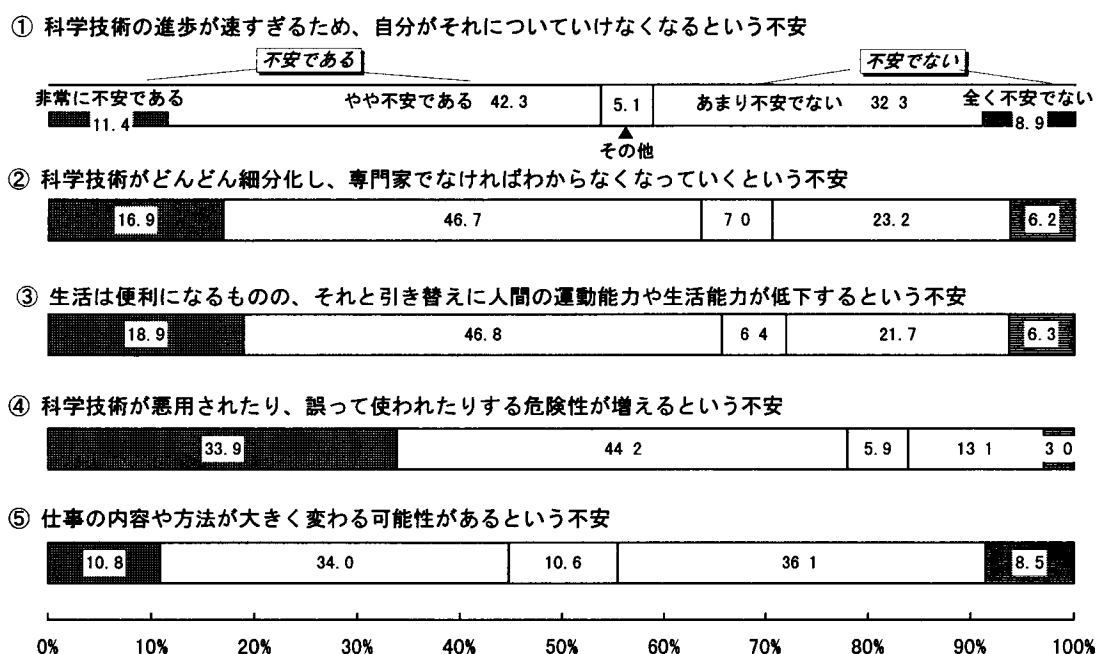 ① 科学技術の進歩が速すぎるため、自分がそれについていけなくなるという不安
不安である 不安でない
非常に不安である やや不安である 42.3 5.1 あまり不安でない 32 3 全く不安でない
11.4 8.9
その他
② 科学技術がどんどん細分化し、専門家でなければわからなくなっていくという不安
16.9 46.7 7 0 23.2 6.2
③ 生活は便利になるものの、それと引き替えに人間の運動能力や生活能力が低下するという不安
18.9 46.8 6 4 21.7 6.3
④ 科学技術が悪用されたり、誤って使われたりする危険性が増えるという不安
33.9 44 2 5.9 13 1 3 0
⑤ 仕事の内容や方法が大きく変わる可能性があるという不安
10.8 34.0 10.6 36 1 8.5
0% 10% 20% 30% 40% 50% 60% 70% 80% 90% 100%